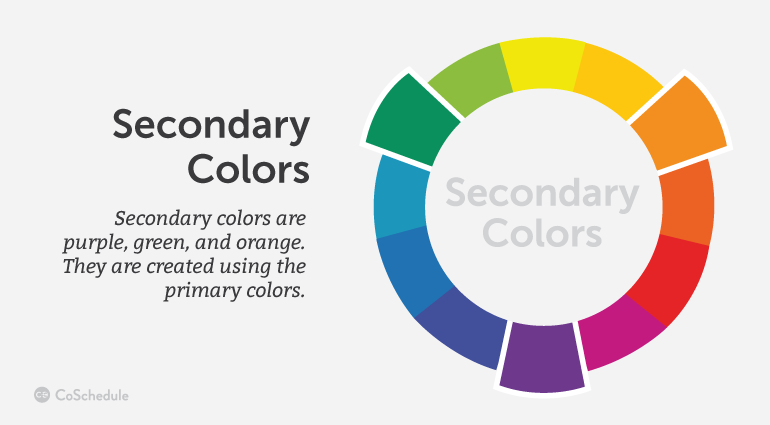 Secondary
Colors
Secondary colors are
purple, green, and orange.
They are created using the
primary colors.
Secondary
Colors
CoSchedule